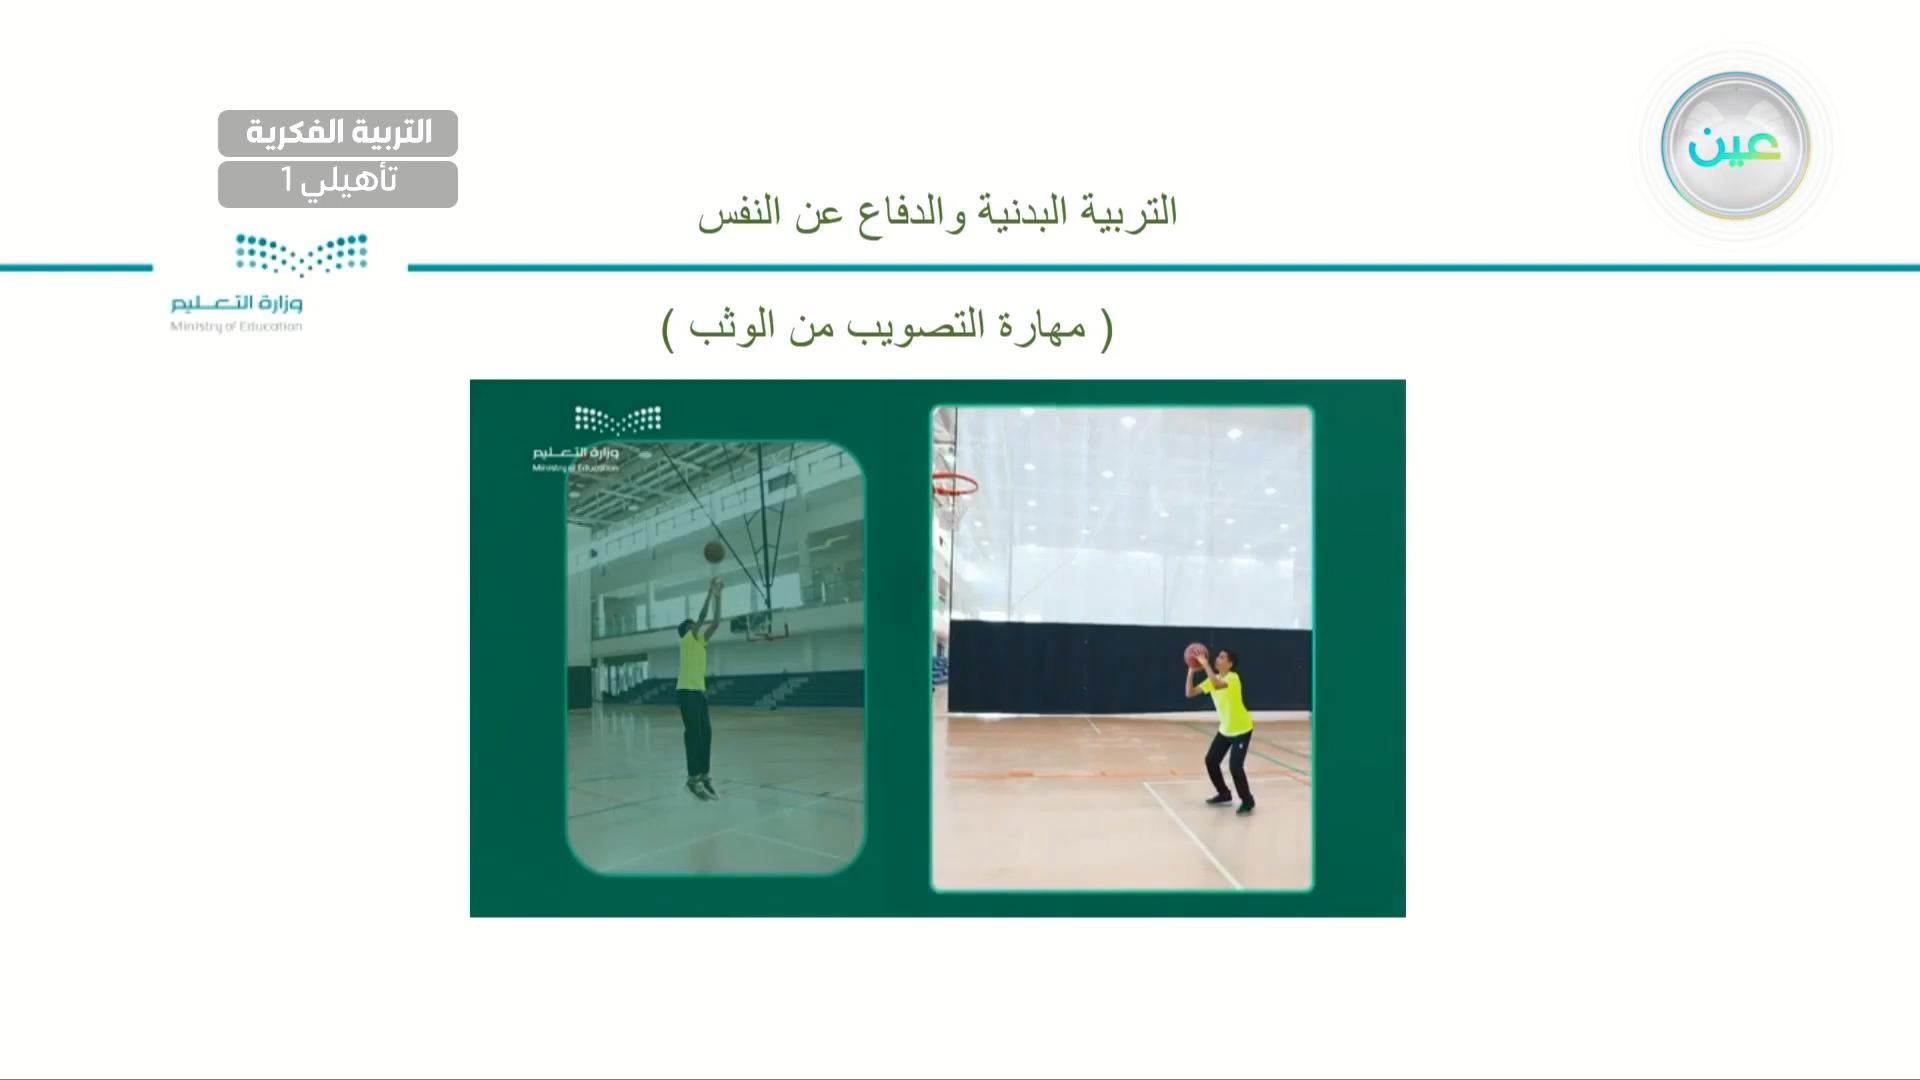 التربية الفكرية
تأهيلي 1
عين
التربية البدنية والدفاع عن النفس
وزارة التعليم
Ministry of Education
( مهارة التصويب من الوثب )
وزارة التعليم
Ministry of Education